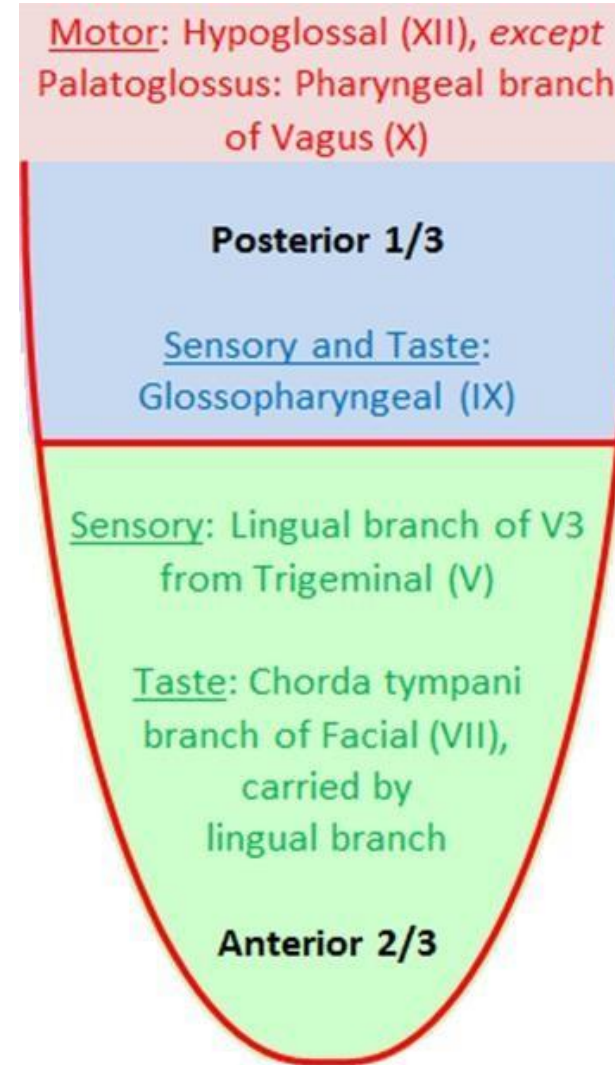 Motor: Hypoglossal (XII), except
Palatoglossus: Pharyngeal branch
of Vagus (X)
Posterior 1/3
Sensory and Taste:
Glossopharyngeal (IX)
Sensory: Lingual branch of V3
from Trigeminal (V)
Taste: Chorda tympani
branch of Facial (VII),
carried by
lingual branch
Anterior 2/3